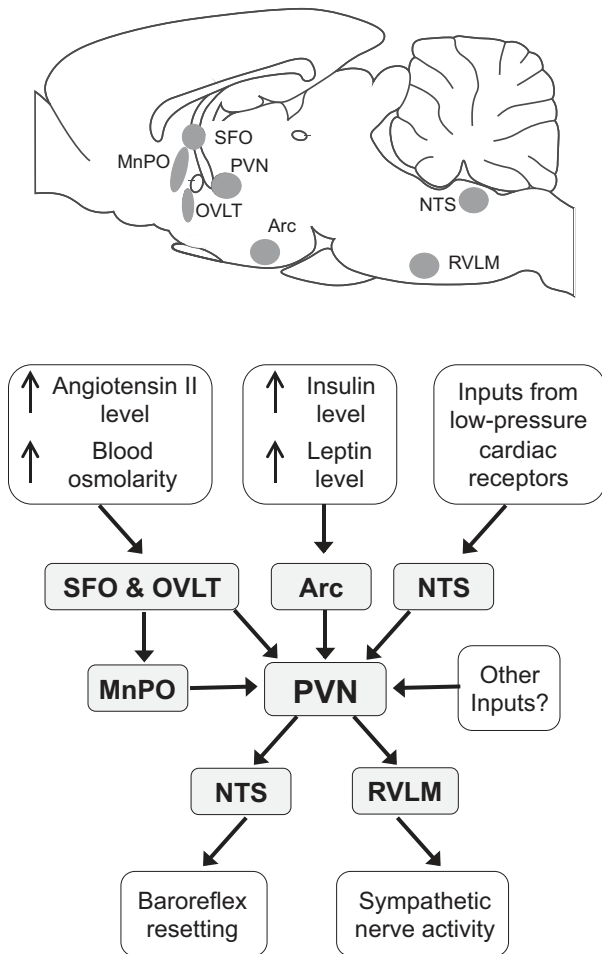 SFO
MnPO
PVN
OVLT
NTS
Arc
RVLM
Angiotensin II
level
Blood
osmolarity
Insulin
level
Leptin
level
Inputs from
low-pressure
cardiac
receptors
SFO & OVLT
Arc
NTS
MnPO
PVN
Other
Inputs?
NTS
RVLM
Baroreflex
resetting
Sympathetic
nerve activity